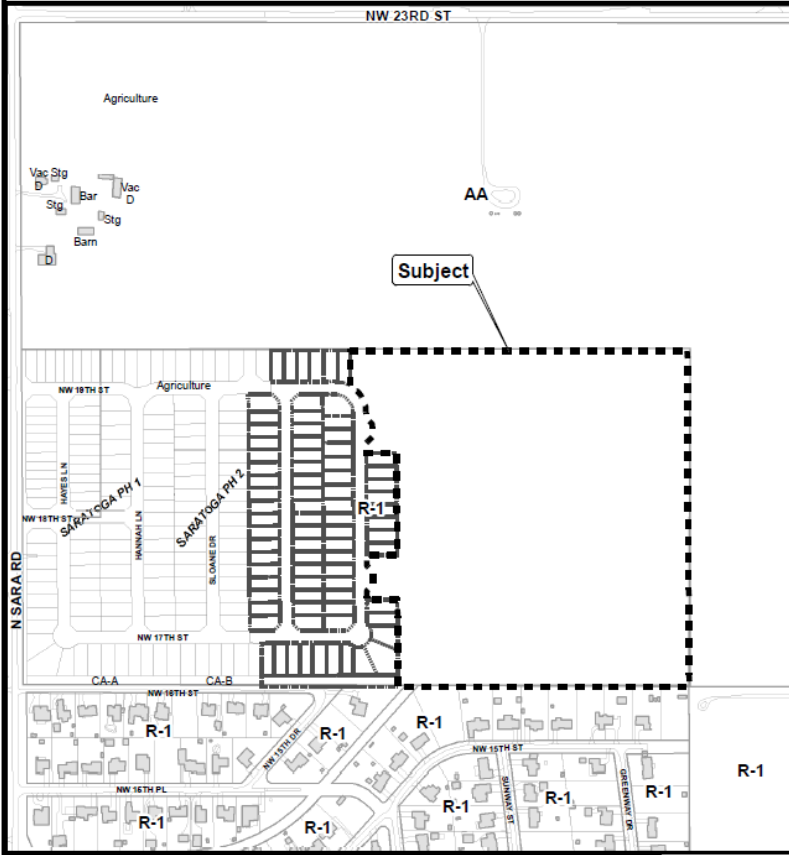 NW 23RD ST
Agriculture
Vac Stg
D
Bar
Vac
D
Stg
Stg
Barn
D
AA
Subject
NW 18TH ST
Agriculture
HAYES LN
SARATOGA PH 1
SARATOGA PH 2
R-1
NW 18TH ST
HANNAH LN
SLOANE DR
N SARA RD
NW 17TH ST
CA-A
CA-B
NW 16TH ST
R-1
R-1
R-1
NW 15TH DR
NW 15TH ST
R-1
NW 16TH PL
R-1
R-1
R-1
SUNWAY ST
R-1
GREENWAY DR
R-1
R-1